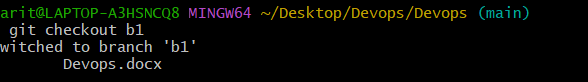 arit@LAPTOP-A3HSNCQ8 MINGW64 ~/Desktop/Devops/Devops (main)
git checkout b1
witched to branch 'b1'
Devops.docx